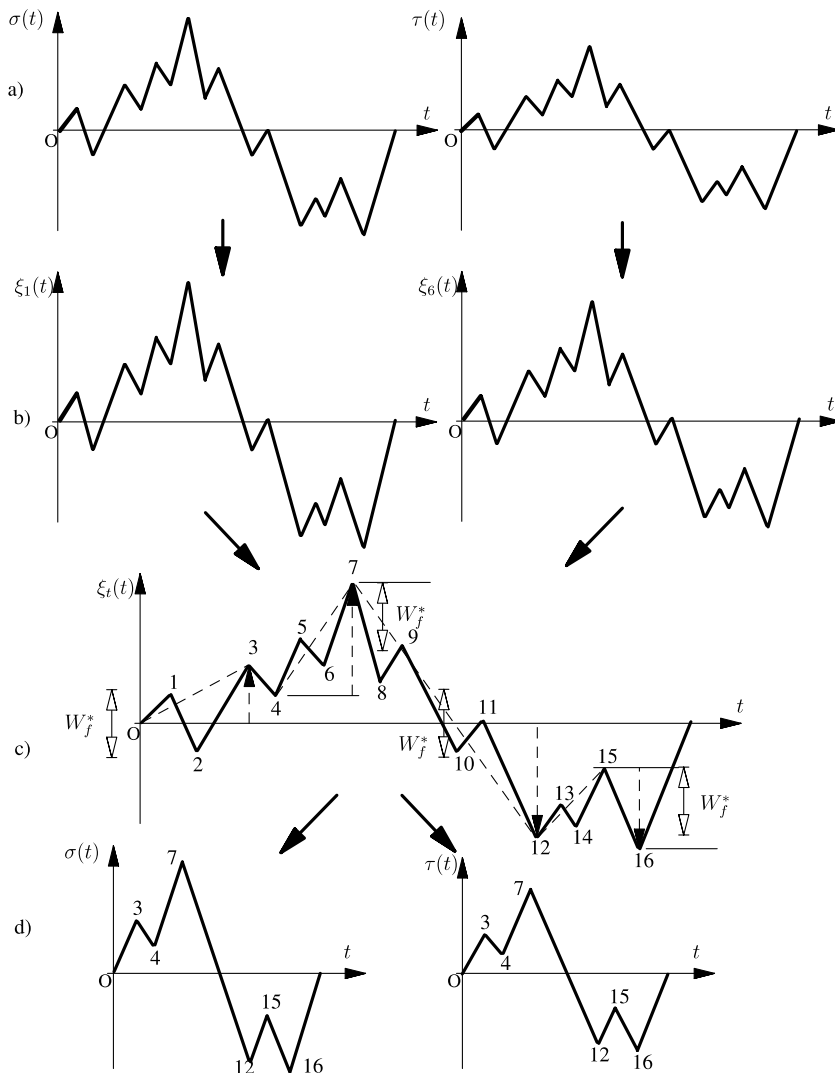 σ(t) τ(t)
a)
t t
O O
ξ₁(t) ξ₆(t)
b)
t t
O O
ξₜ(t)
7
W*f
5
3 9
1
6
4 8
11 t
O
W*f W*f
c)
2 10
15
13 W*f
14
12
16
σ(t) τ(t)
7 7
d)
3 3
4 4
t t
O O
15 15
12 16 12 16